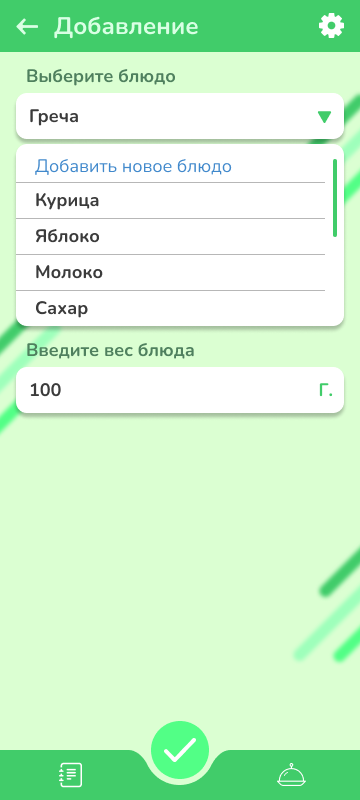 Добавление
Выберите блюдо
Греча
Добавить новое блюдо
Курица
Яблоко
Молоко
Сахар
Введите вес блюда
100 Г.